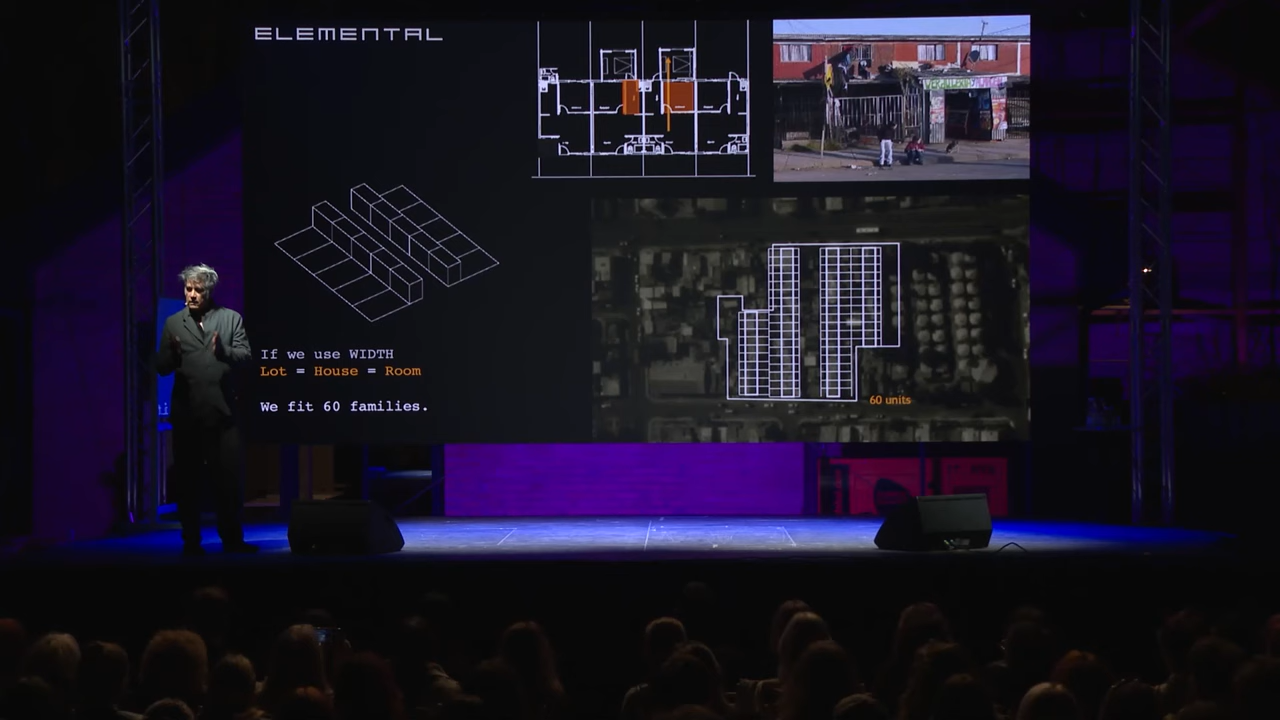 ELEMENTAL
If we use WIDTH
Lot = House = Room
We fit 60 families.
60 units